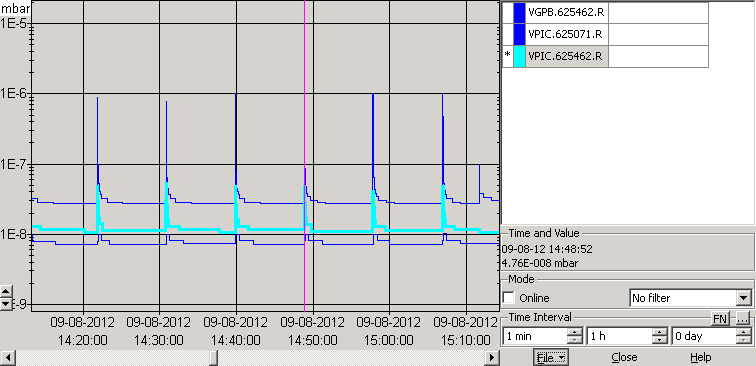 mbar
1E-5
1E-6
1E-7
1E-8
E-9
09-08-2012 09-08-2012 09-08-2012 09-08-2012 09-08-2012 09-08-2012
14:20:00 14:30:00 14:40:00 14:50:00 15:00:00 15:10:00
VGPB.625462.R
VPIC.625071.R
* VPIC.625462.R
Time and Value
09-08-12 14:48:52
4.76E-008 mbar
Mode
Online No filter
Time Interval FN ...
1 min 1 h 0 day
File Close Help